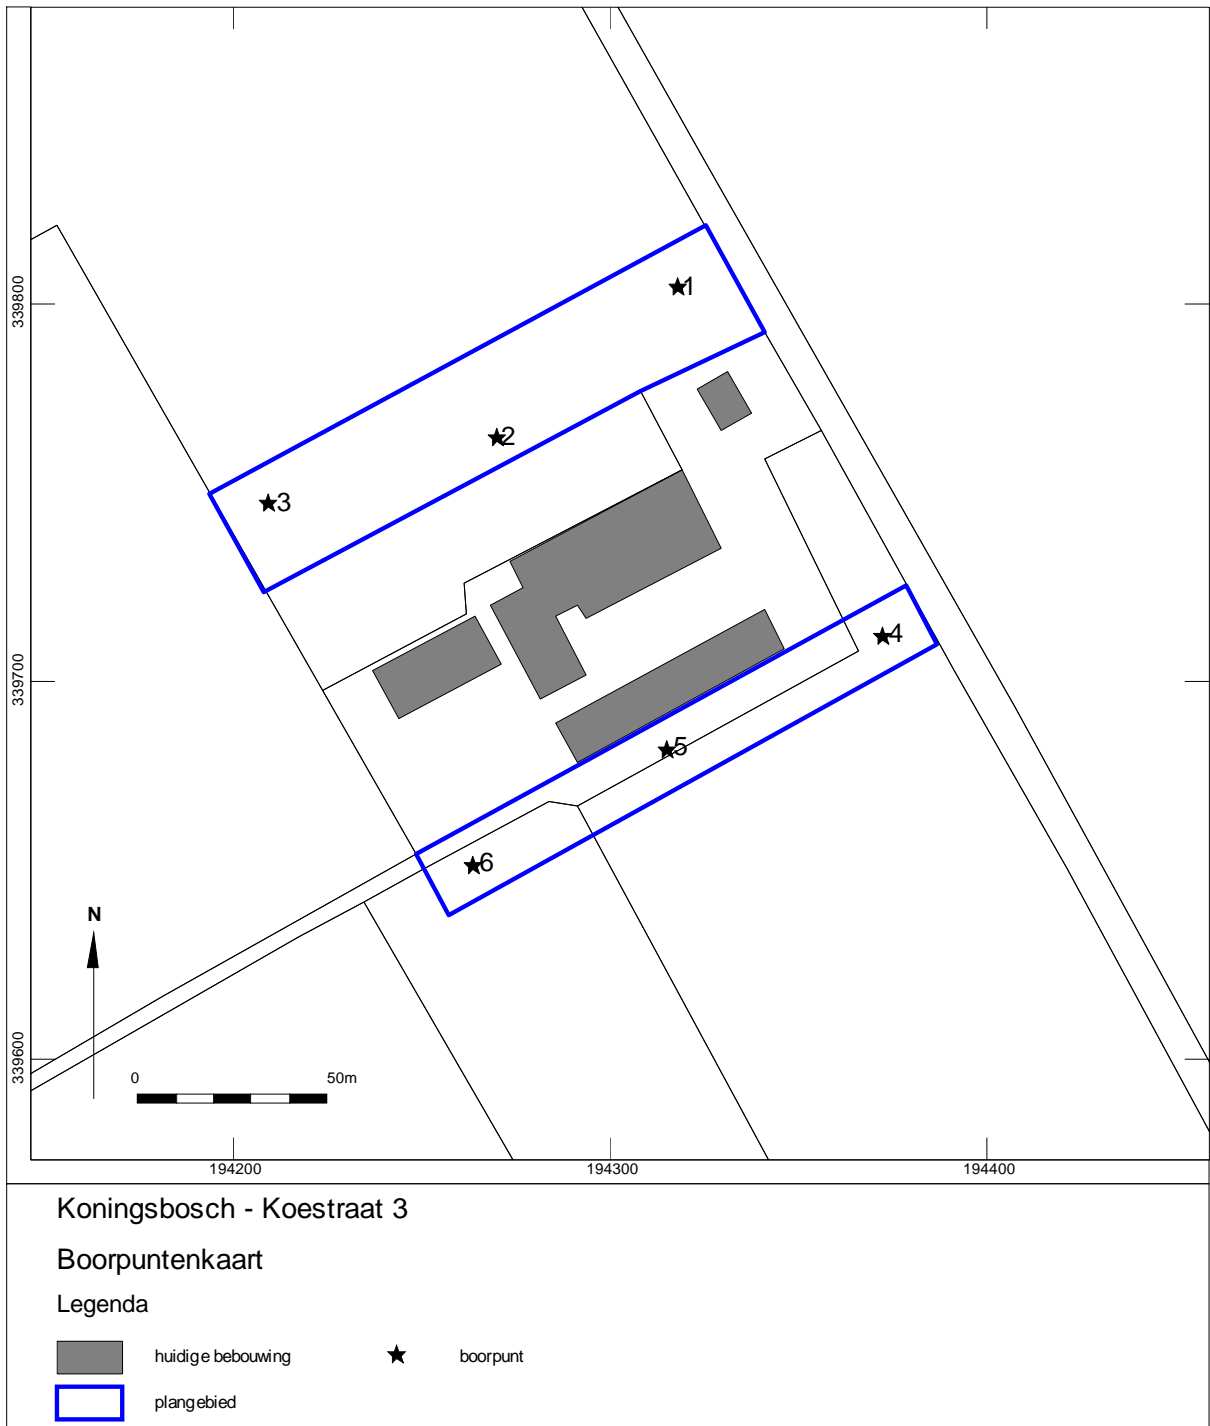 1
339800
2
3
4
339700
5
6
N
339600
0 50m
194200 194300 194400
Koningsbosch - Koestraat 3
Boorpuntenkaart
Legenda
huidige bebouwing boorpunt
plangebied